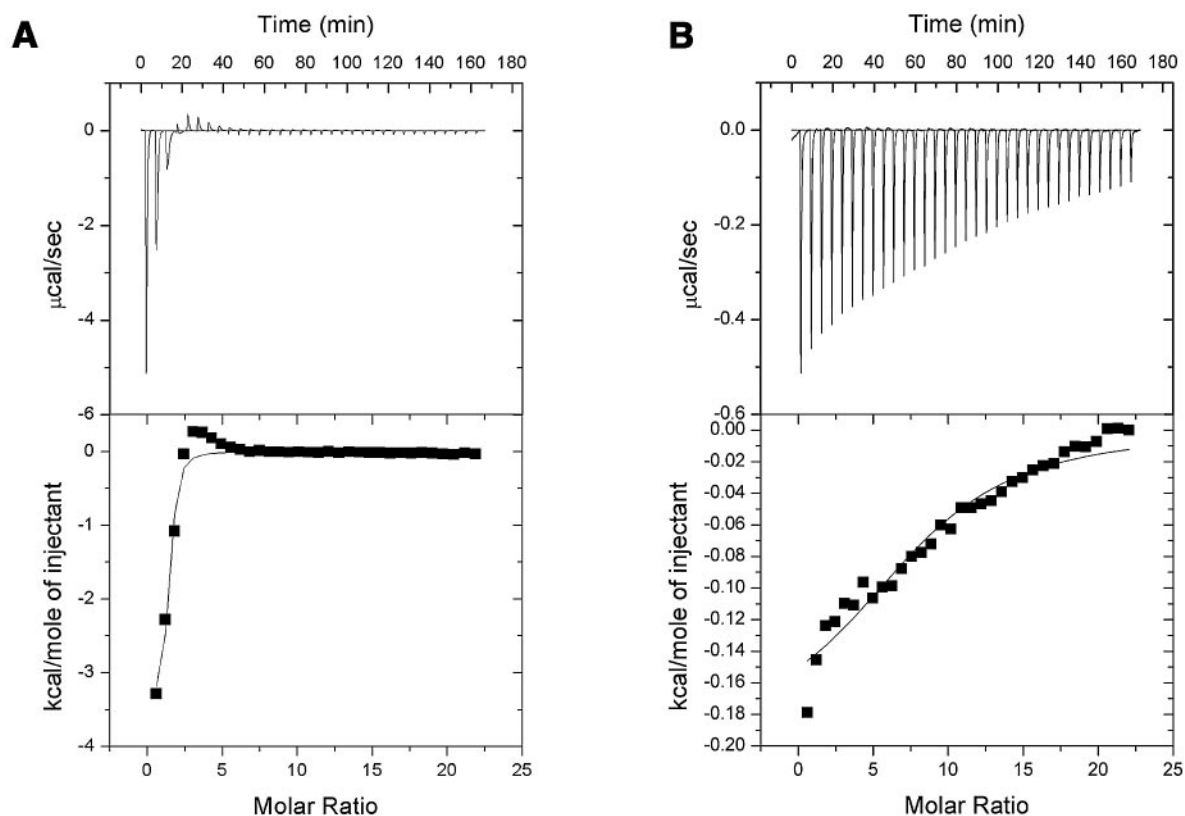 A
Time (min)
0 20 40 60 80 100 120 140 160 180
0
-2
-4
-6
μcal/sec
0
-1
-2
-3
-4
kcal/mole of injectant
0 5 10 15 20 25
Molar Ratio
B
Time (min)
0 20 40 60 80 100 120 140 160 180
0.0
-0.2
-0.4
-0.6
μcal/sec
0.00
-0.02
-0.04
-0.06
-0.08
-0.10
-0.12
-0.14
-0.16
-0.18
-0.20
kcal/mole of injectant
0 5 10 15 20 25
Molar Ratio